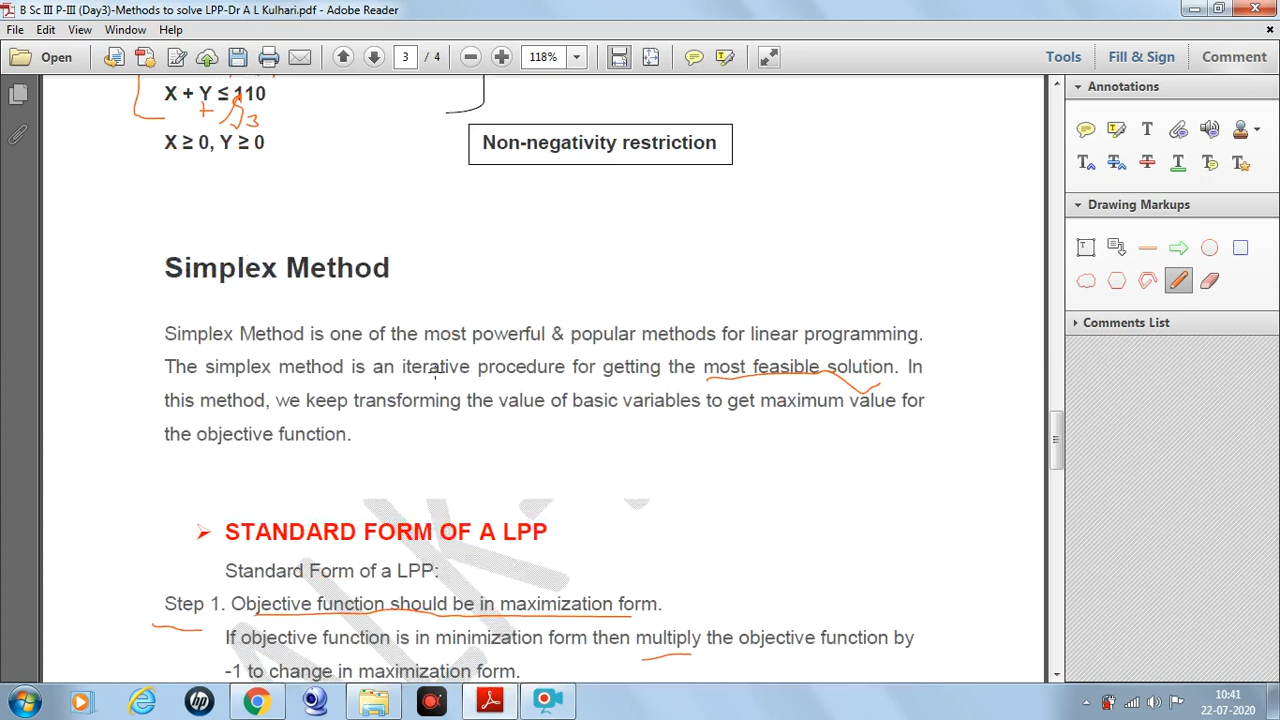 B Sc III P-III (Day3)-Methods to solve LPP-Dr A L Kulhari.pdf - Adobe Reader
File Edit View Window Help
Open 3 / 4 118% Tools Fill & Sign Comment
Annotations
X + Y ≤ 110
+ 3
X ≥ 0, Y ≥ 0
Non-negativity restriction
Drawing Markups
Simplex Method
Comments List
Simplex Method is one of the most powerful & popular methods for linear programming.
The simplex method is an iterative procedure for getting the most feasible solution. In
this method, we keep transforming the value of basic variables to get maximum value for
the objective function.
STANDARD FORM OF A LPP
Standard Form of a LPP:
Step 1. Objective function should be in maximization form.
If objective function is in minimization form then multiply the objective function by
-1 to change in maximization form.
10:41
22-07-2020